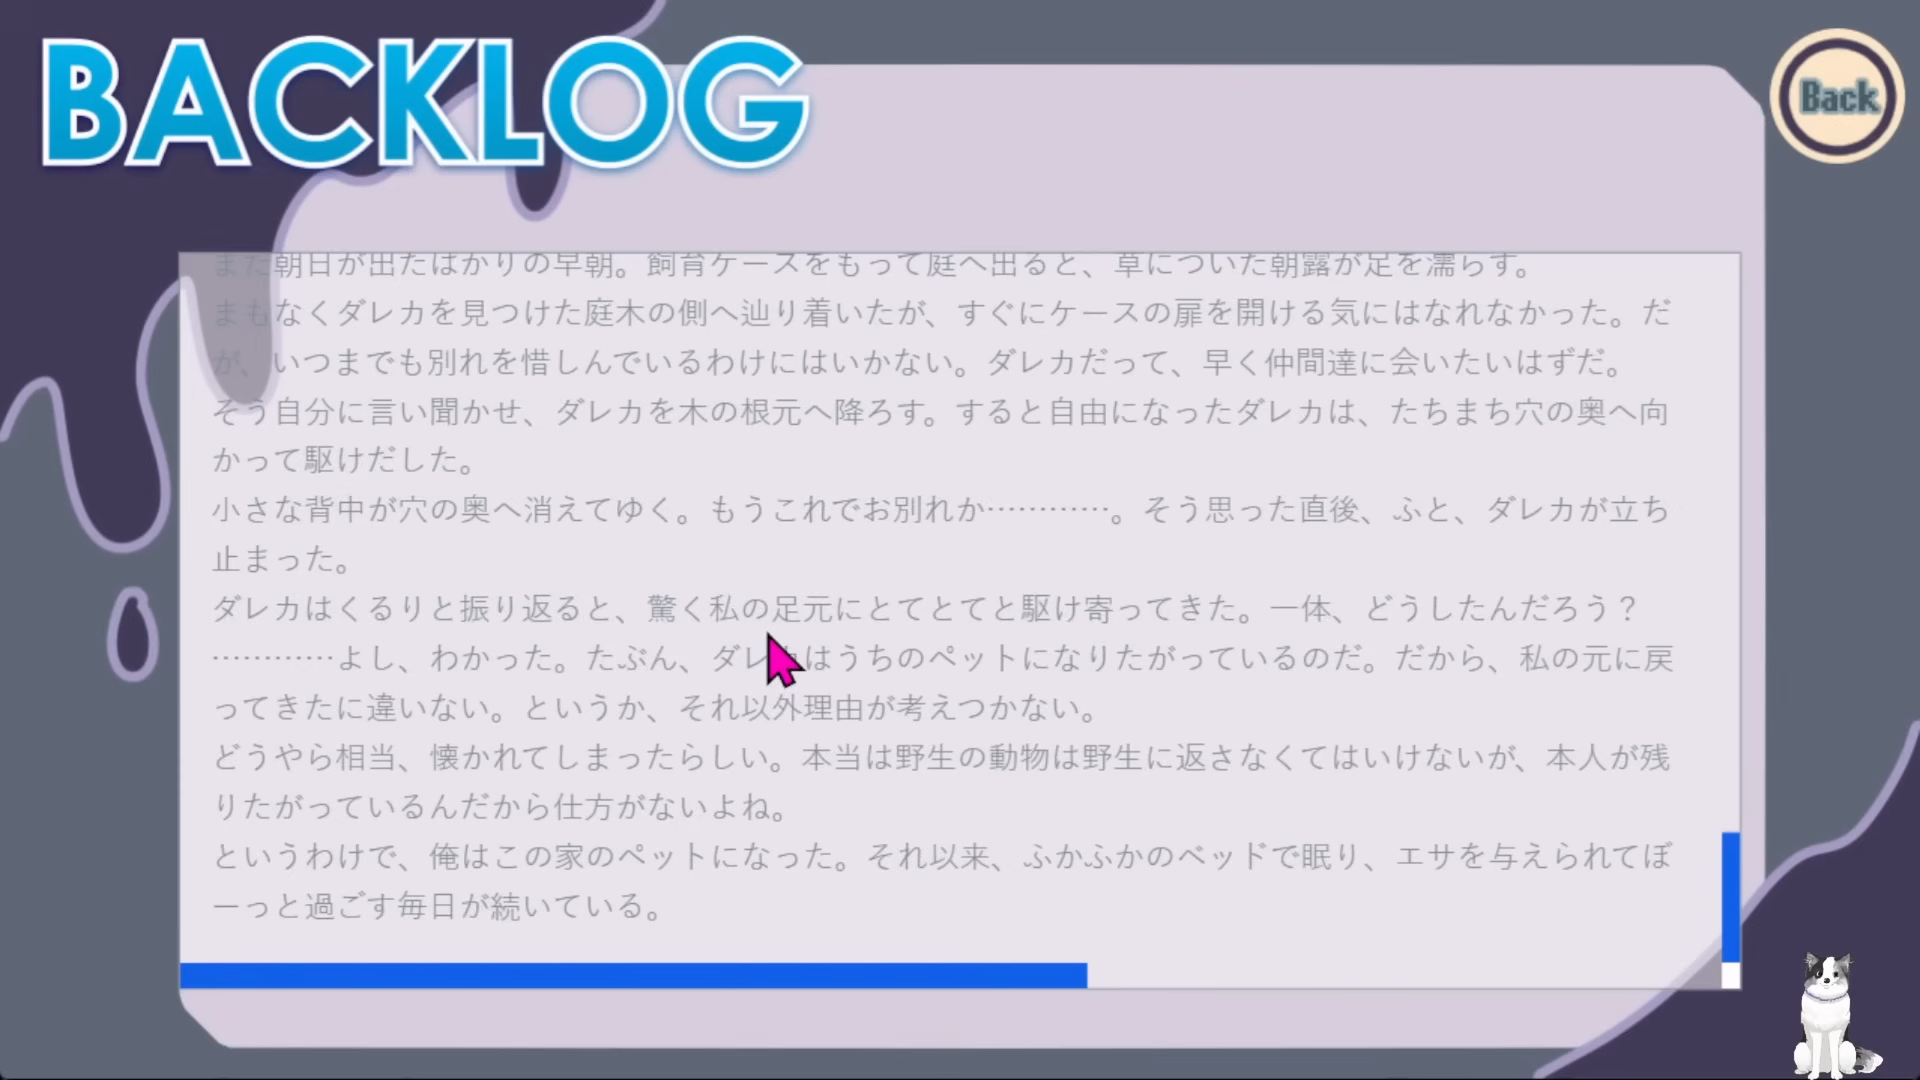 BACKLOG
Back
まだ朝日が出たばかりの早朝。飼育ケースをもって庭へ出ると、草についた朝露が足を濡らす。
まもなくダレカを見つけた庭木の側へ辿り着いたが、すぐにケースの扉を開ける気にはなれなかった。だ
が、いつまでも別れを惜しんでいるわけにはいかない。ダレカだって、早く仲間達に会いたいはずだ。
そう自分に言い聞かせ、ダレカを木の根元へ降ろす。すると自由になったダレカは、たちまち穴の奥へ向
かって駆けだした。
小さな背中が穴の奥へ消えてゆく。もうこれでお別れか…………。そう思った直後、ふと、ダレカが立ち
止まった。
ダレカはくるりと振り返ると、驚く私の足元にとてとてと駆け寄ってきた。一体、どうしたんだろう？
…………よし、わかった。たぶん、ダレカはうちのペットになりたがっているのだ。だから、私の元に戻
ってきたに違いない。というか、それ以外理由が考えつかない。
どうやら相当、懐かれてしまったらしい。本当は野生の動物は野生に返さなくてはいけないが、本人が残
りたがっているんだから仕方がないよね。
というわけで、俺はこの家のペットになった。それ以来、ふかふかのベッドで眠り、エサを与えられてぼ
ーっと過ごす毎日が続いている。